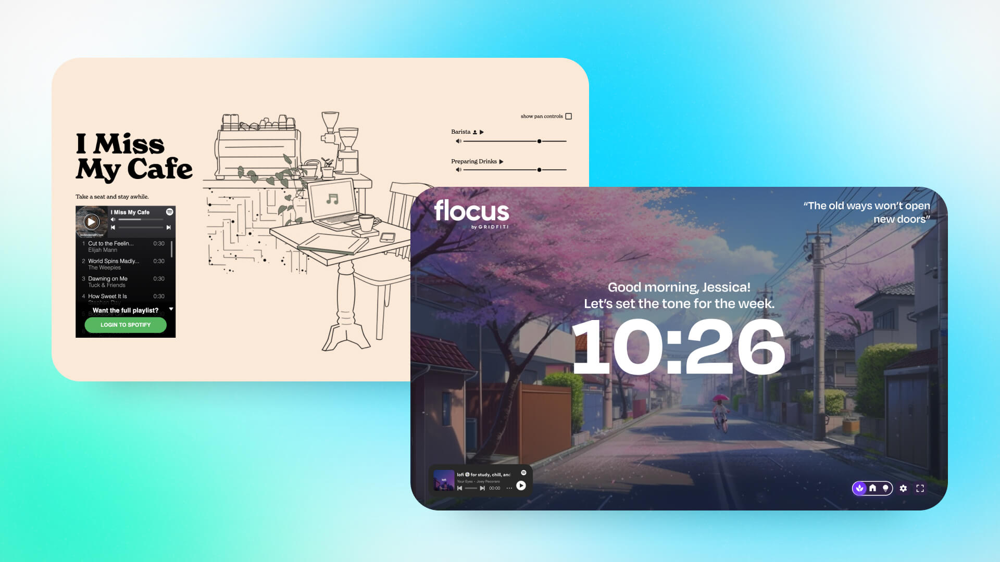 I Miss
My Cafe
Take a seat and stay awhile.
I Miss My Cafe
1 Cut to the Feelin... 0:30
Elijah Mann
2 World Spins Madly... 0:30
The Weepies
3 Dawning on Me 0:30
Tuck & Friends
4 How Sweet It Is 0:30
Stephen Day
Want the full playlist?
5 Bookstore Girl 0:30
LOGIN TO SPOTIFY
6
show pan controls
Barista
Preparing Drinks
flocus
by GRIDFITI
“The old ways won’t open
new doors”
Good morning, Jessica!
Let’s set the tone for the week.
10:26
lofi
lofi for study, chill, and
Your Eyes • Joey Pecoraro
00:00